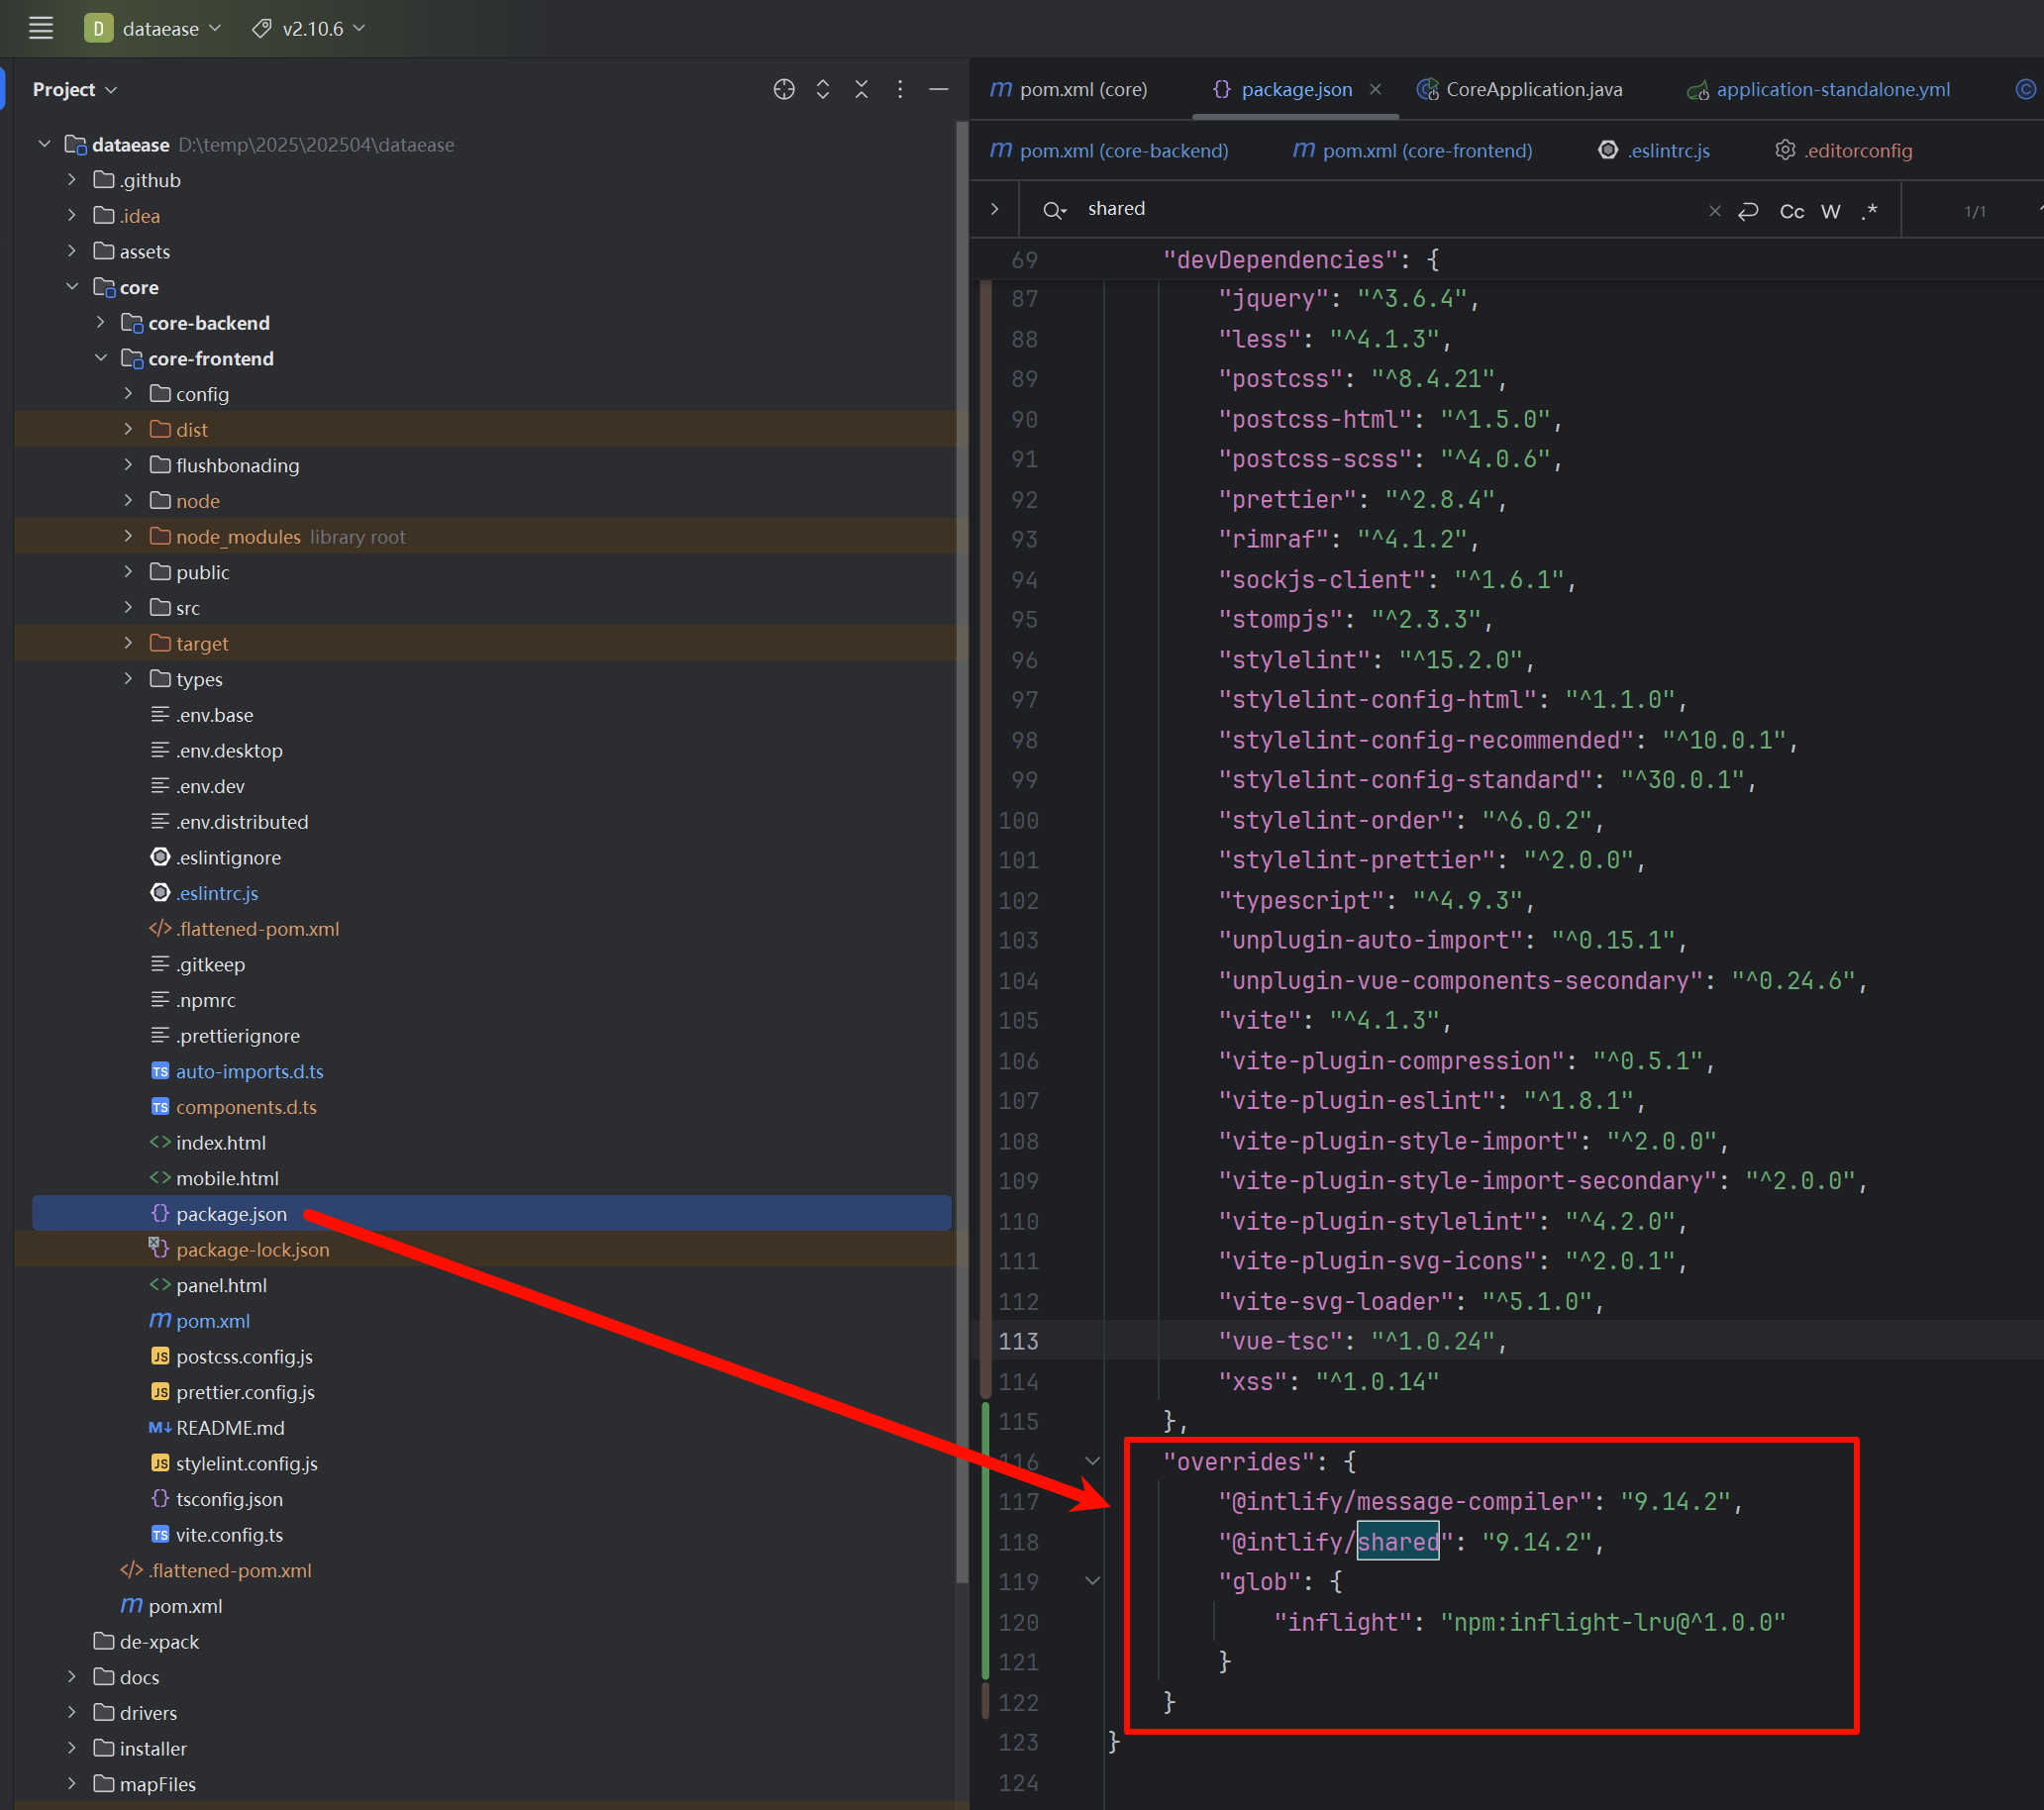 D dataease v2.10.6
Project
dataease D:\temp\2025\202504\dataease
.github
.idea
assets
core
core-backend
core-frontend
config
dist
flushbonading
node
node_modules library root
public
src
target
types
.env.base
.env.desktop
.env.dev
.env.distributed
.eslintignore
.eslintrc.js
.flattened-pom.xml
.gitkeep
.npmrc
.prettierignore
TS auto-imports.d.ts
TS components.d.ts
index.html
mobile.html
{} package.json
package-lock.json
panel.html
m pom.xml
JS postcss.config.js
JS prettier.config.js
M↓ README.md
JS stylelint.config.js
{} tsconfig.json
TS vite.config.ts
</> .flattened-pom.xml
m pom.xml
de-xpack
docs
drivers
installer
mapFiles
m pom.xml (core) {} package.json × CoreApplication.java application-standalone.yml
m pom.xml (core-backend) m pom.xml (core-frontend) .eslintrc.js .editorconfig
shared × Cc W .* 1/1
69 "devDependencies": {
87 "jquery": "^3.6.4",
88 "less": "^4.1.3",
89 "postcss": "^8.4.21",
90 "postcss-html": "^1.5.0",
91 "postcss-scss": "^4.0.6",
92 "prettier": "^2.8.4",
93 "rimraf": "^4.1.2",
94 "sockjs-client": "^1.6.1",
95 "stompjs": "^2.3.3",
96 "stylelint": "^15.2.0",
97 "stylelint-config-html": "^1.1.0",
98 "stylelint-config-recommended": "^10.0.1",
99 "stylelint-config-standard": "^30.0.1",
100 "stylelint-order": "^6.0.2",
101 "stylelint-prettier": "^2.0.0",
102 "typescript": "^4.9.3",
103 "unplugin-auto-import": "^0.15.1",
104 "unplugin-vue-components-secondary": "^0.24.6",
105 "vite": "^4.1.3",
106 "vite-plugin-compression": "^0.5.1",
107 "vite-plugin-eslint": "^1.8.1",
108 "vite-plugin-style-import": "^2.0.0",
109 "vite-plugin-style-import-secondary": "^2.0.0",
110 "vite-plugin-stylelint": "^4.2.0",
111 "vite-plugin-svg-icons": "^2.0.1",
112 "vite-svg-loader": "^5.1.0",
113 "vue-tsc": "^1.0.24",
114 "xss": "^1.0.14"
115 },
116 "overrides": {
117 "@intlify/message-compiler": "9.14.2",
118 "@intlify/shared": "9.14.2",
119 "glob": {
120 "inflight": "npm:inflight-lru@^1.0.0"
121 }
122 }
123 }
124